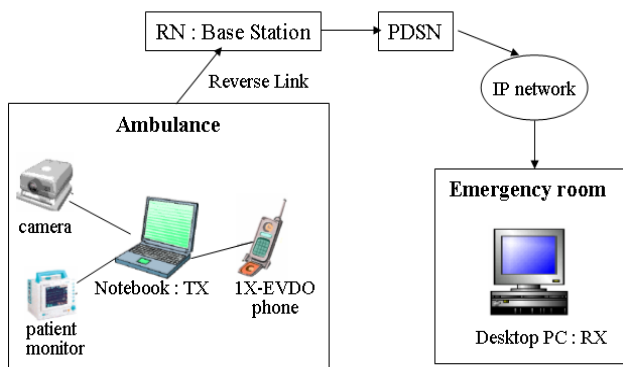 RN : Base Station
PDSN
Reverse Link
IP network
Ambulance
camera
Notebook : TX
1X-EVDO
phone
patient
monitor
Emergency room
Desktop PC : RX